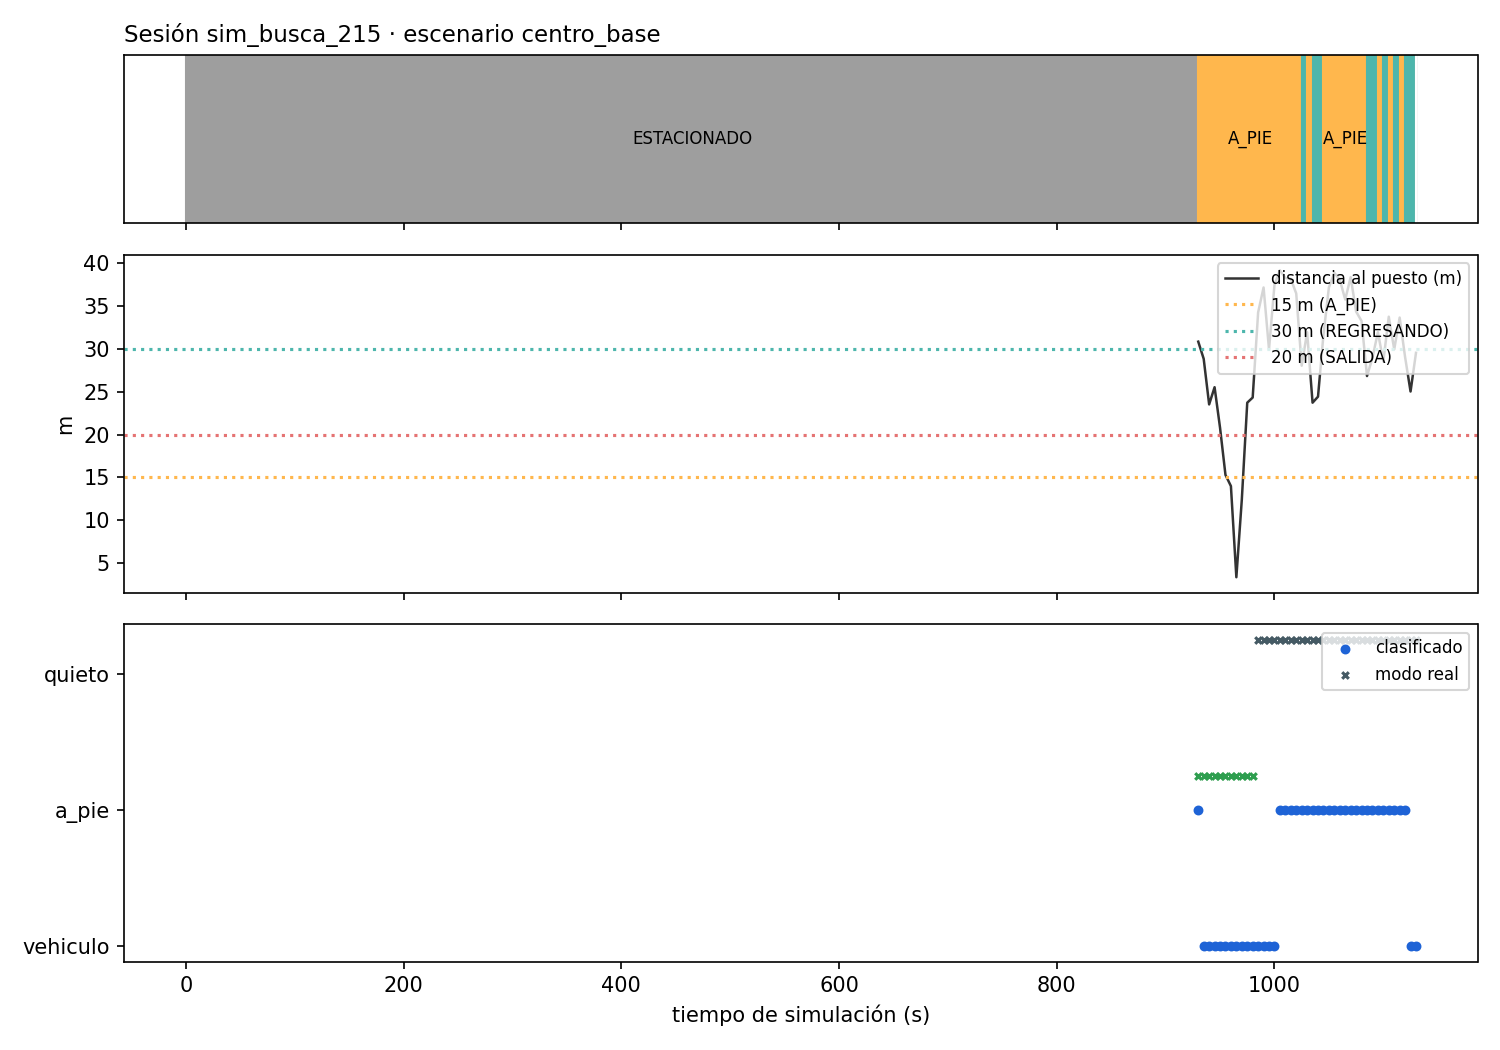 Sesión sim_busca_215 · escenario centro_base
ESTACIONADO
A_PIE
A_PIE
40
35
30
25
20
15
10
5
m
distancia al puesto (m)
15 m (A_PIE)
30 m (REGRESANDO)
20 m (SALIDA)
quieto
a_pie
vehiculo
clasificado
modo real
0
200
400
600
800
1000
tiempo de simulación (s)